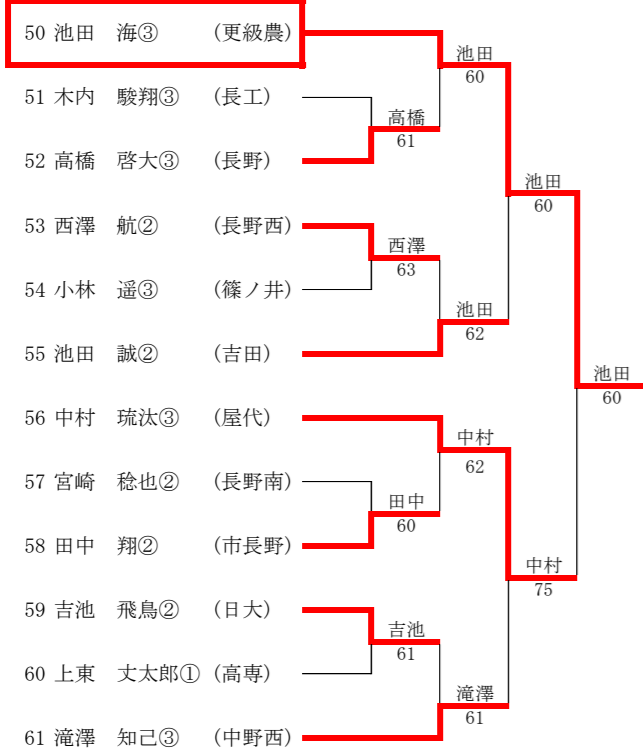 50 池田 海③ (更級農)
51 木内 駿翔③ (長工)
52 高橋 啓大③ (長野)
53 西澤 航② (長野西)
54 小林 遥③ (篠ノ井)
55 池田 誠② (吉田)
56 中村 琉汰③ (屋代)
57 宮崎 稔也② (長野南)
58 田中 翔② (市長野)
59 吉池 飛鳥② (日大)
60 上東 丈太郎① (高専)
61 滝澤 知己③ (中野西)
高橋
61
西澤
63
田中
60
吉池
61
池田
60
池田
62
中村
62
滝澤
61
池田
60
中村
75
池田
60